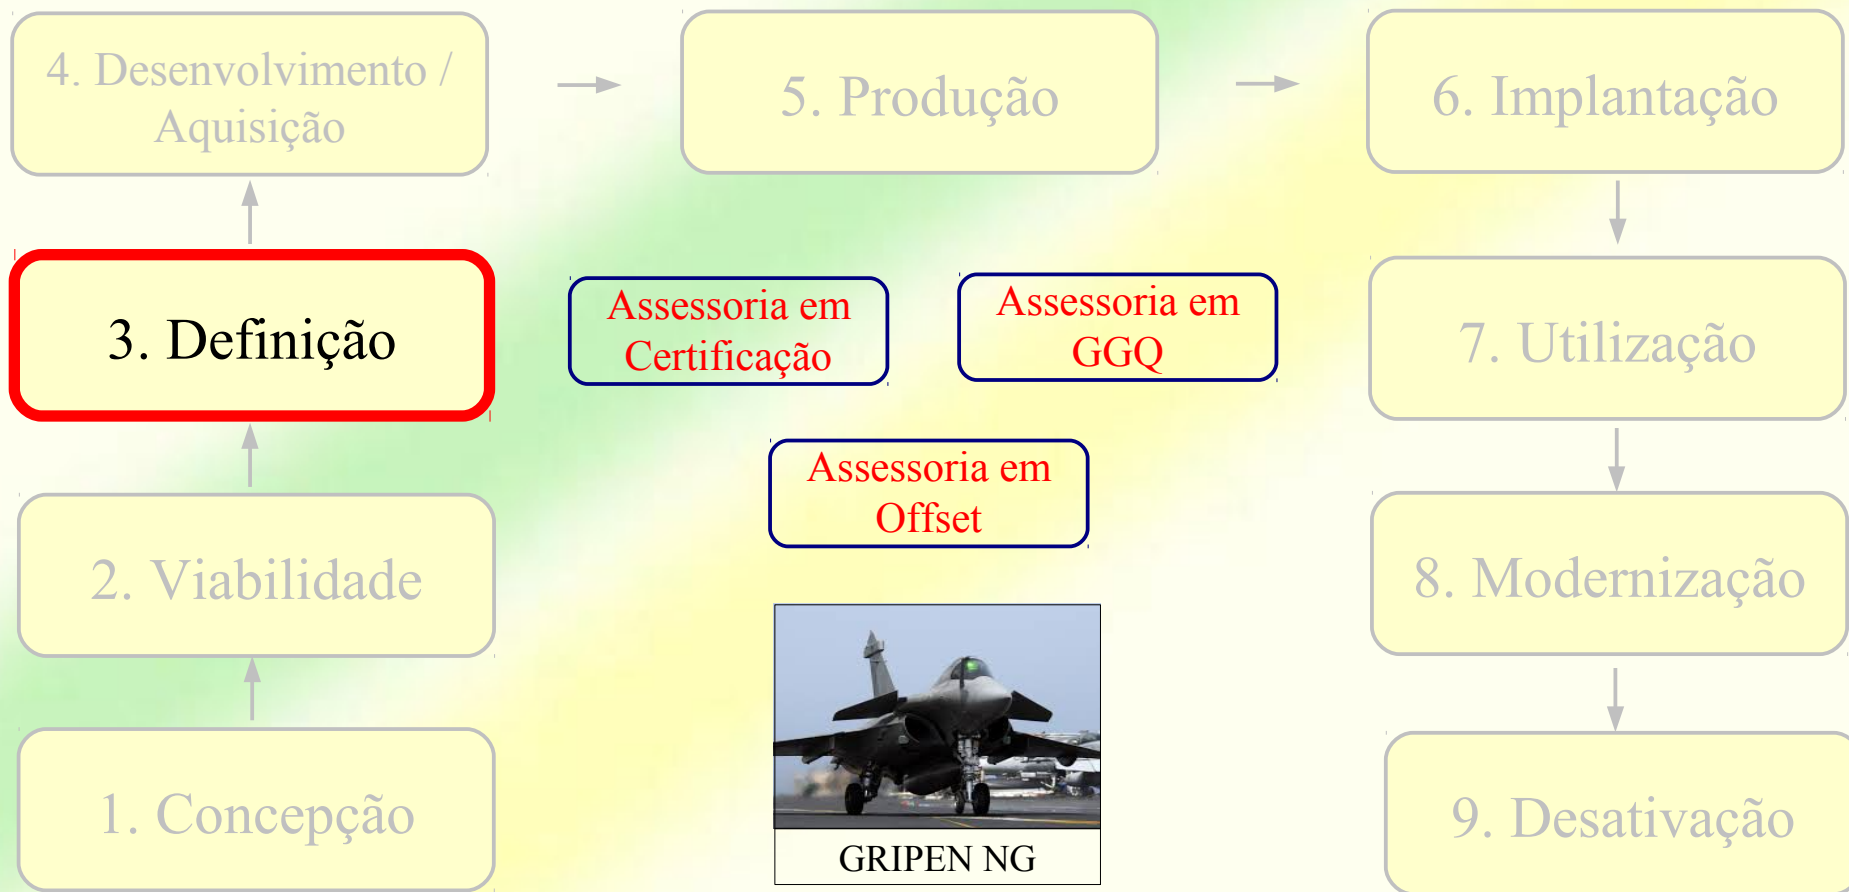 4. Desenvolvimento /
Aquisição
5. Produção
6. Implantação
3. Definição
Assessoria em
Certificação
Assessoria em
GGQ
7. Utilização
Assessoria em
Offset
2. Viabilidade
8. Modernização
1. Concepção
GRIPEN NG
9. Desativação